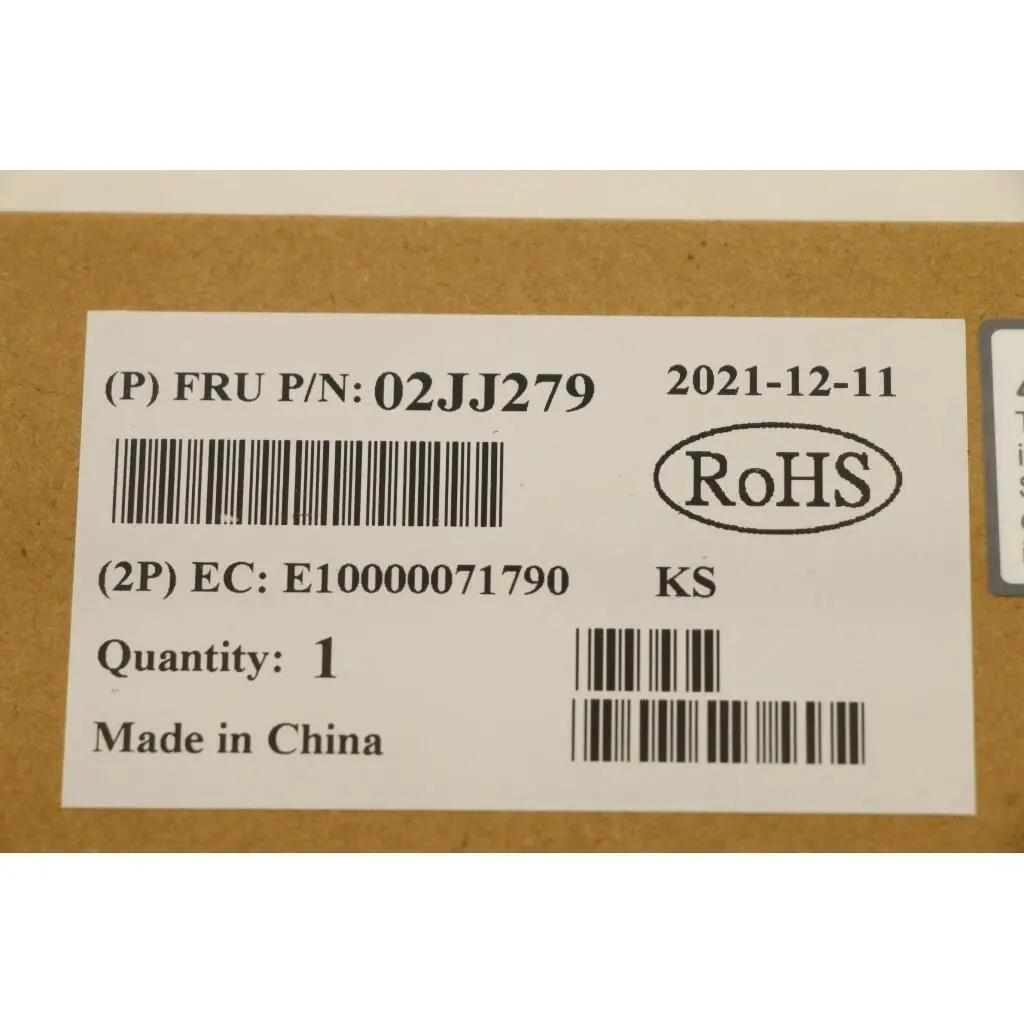 (P) FRU P/N: 02JJ279
2021-12-11
RoHS
(2P) EC: E10000071790
KS
Quantity: 1
Made in China